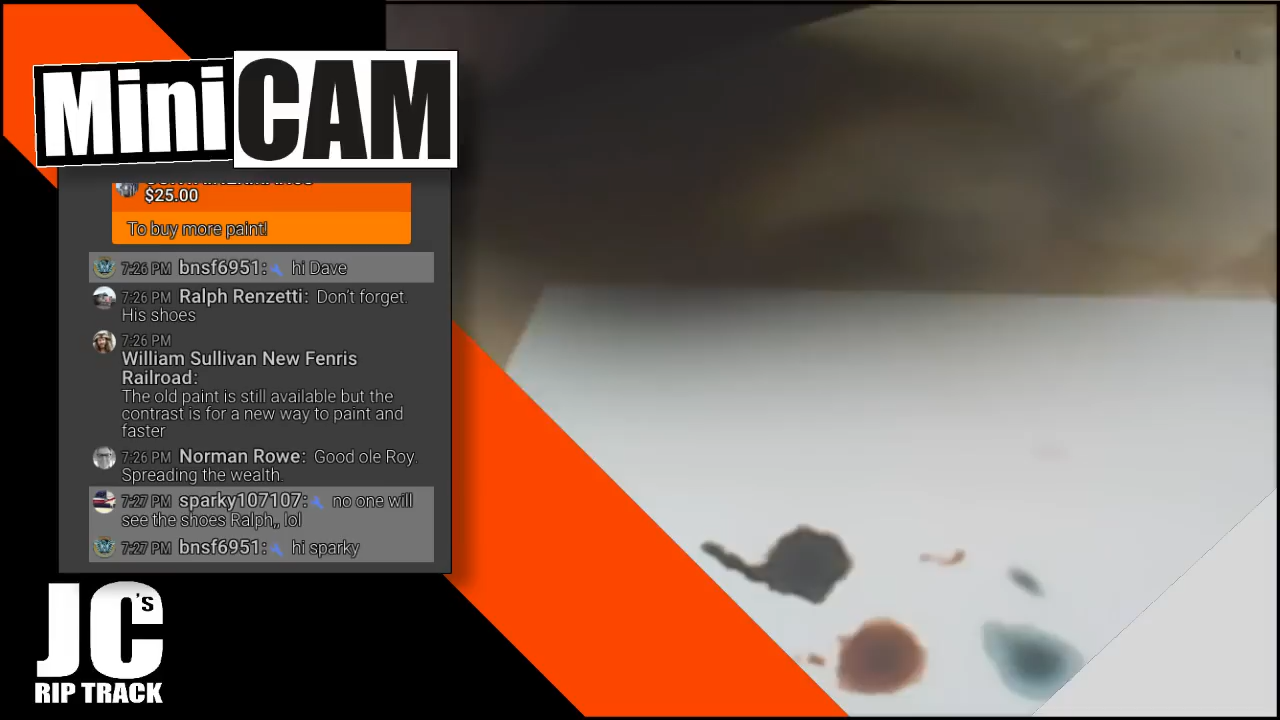 MiniCAM
$25.00
To buy more paint!
7:26 PM bnsf6951: hi Dave
7:26 PM Ralph Renzetti: Don't forget.
His shoes
7:26 PM
William Sullivan New Fenris
Railroad:
The old paint is still available but the
contrast is for a new way to paint and
faster
7:26 PM Norman Rowe: Good ole Roy.
Spreading the wealth.
7:27 PM sparky107107: no one will
see the shoes Ralph,, lol
7:27 PM bnsf6951: hi sparky
JC's
RIP TRACK